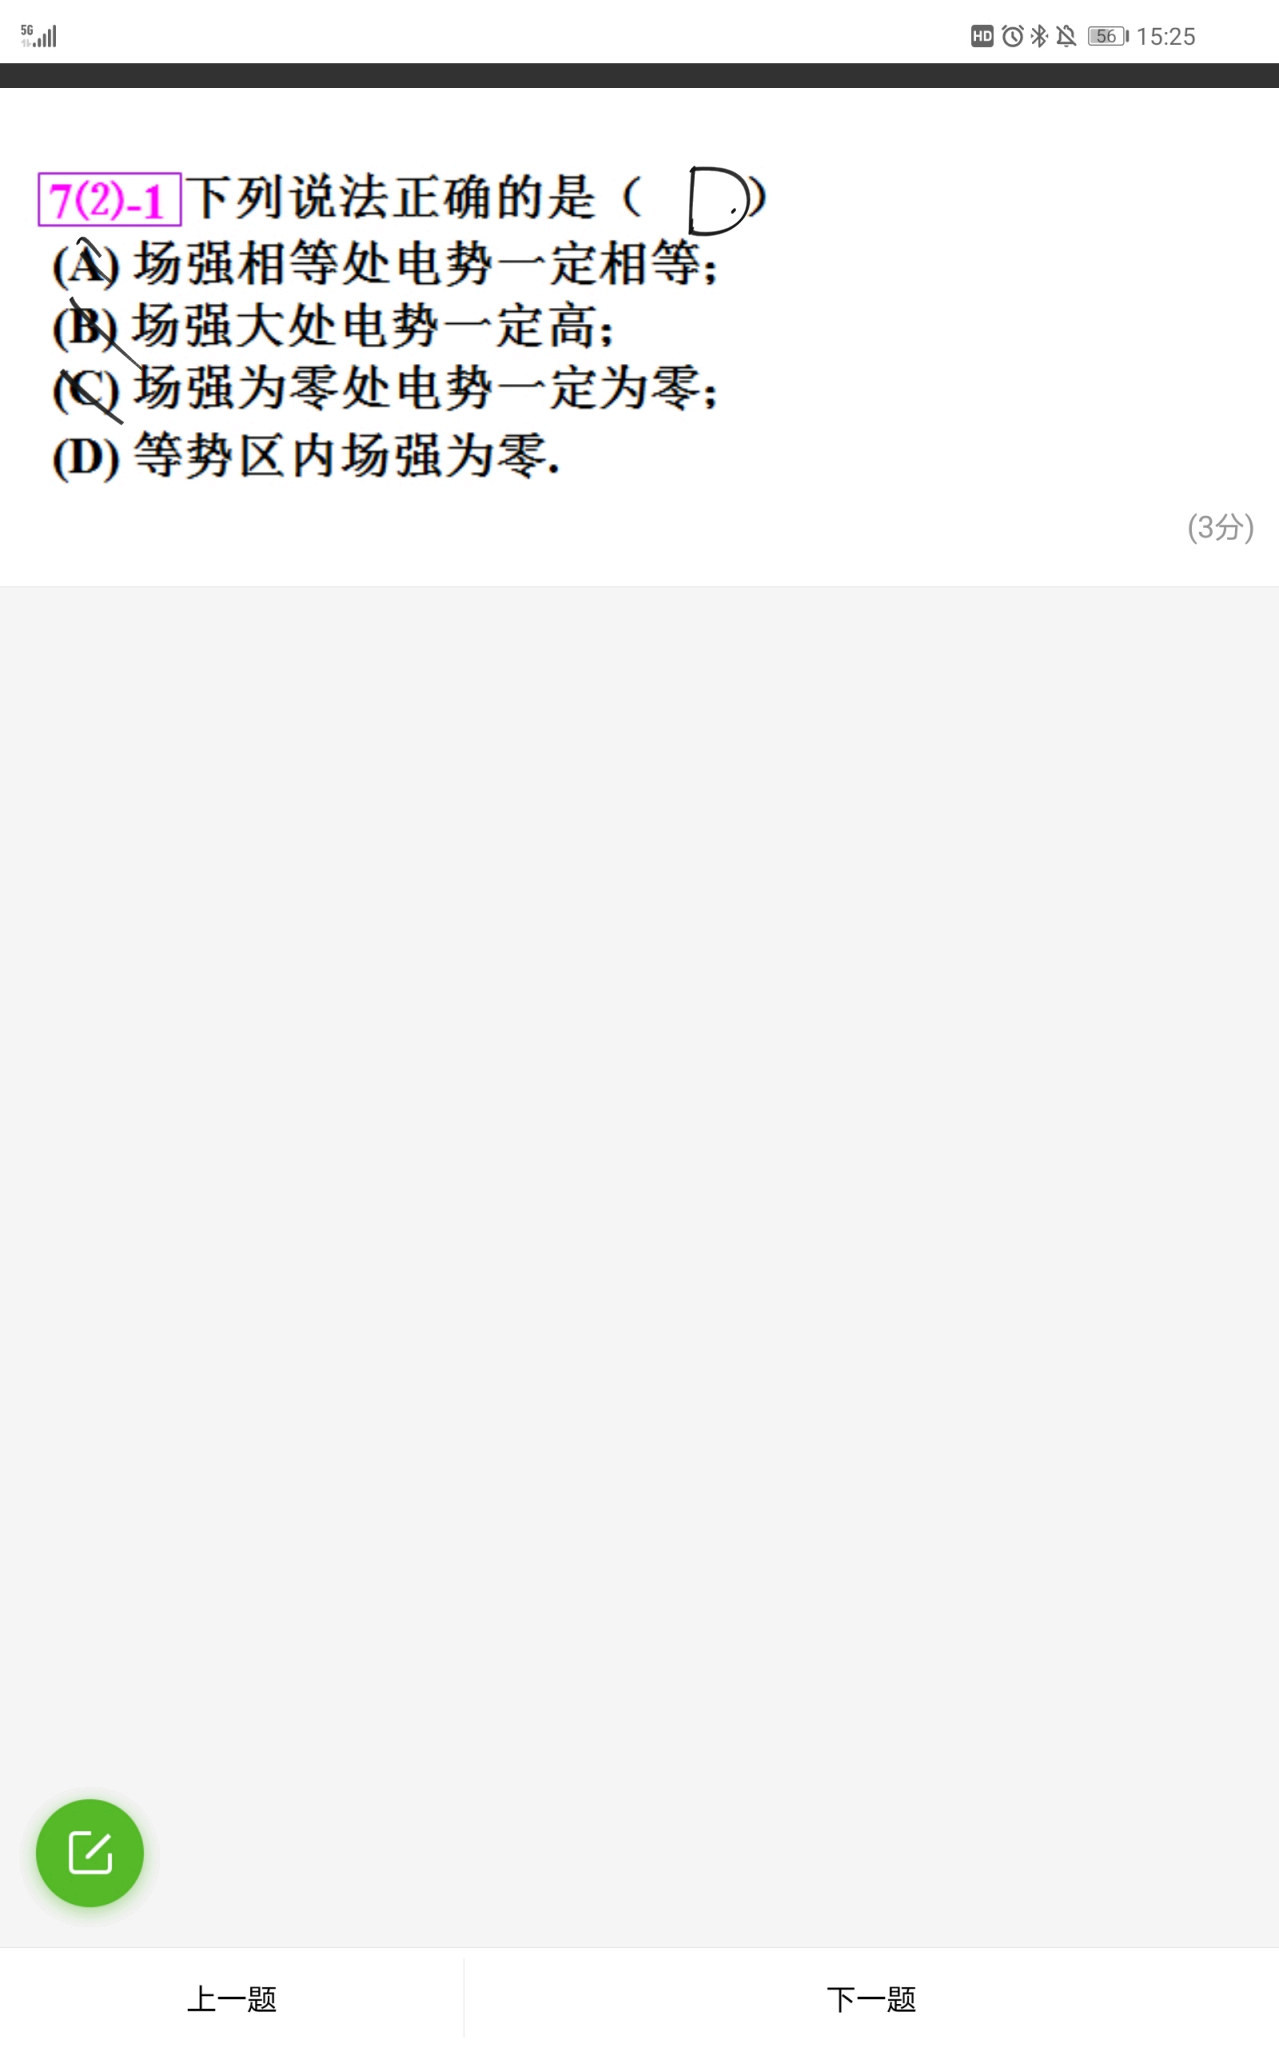 5G
HD 56 15:25
7(2)-1 下列说法正确的是（ D ）
(A) 场强相等处电势一定相等；
(B) 场强大处电势一定高；
(C) 场强为零处电势一定为零；
(D) 等势区内场强为零.
(3分)
上一题 下一题